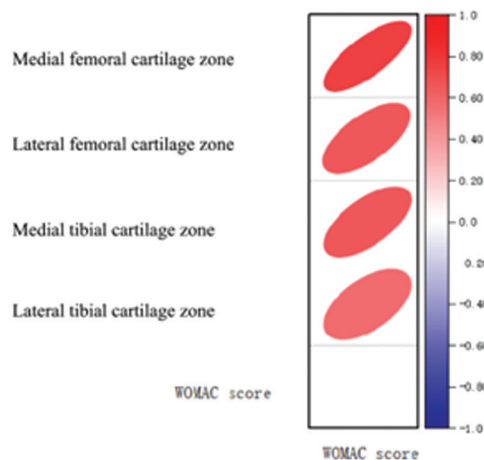 1.0
Medial femoral cartilage zone
0.80
0.60
Lateral femoral cartilage zone
0.40
0.20
Medial tibial cartilage zone
0.0
0.20
Lateral tibial cartilage zone
-0.40
-0.60
WOMAC score
-0.80
-1.0
WOMAC score